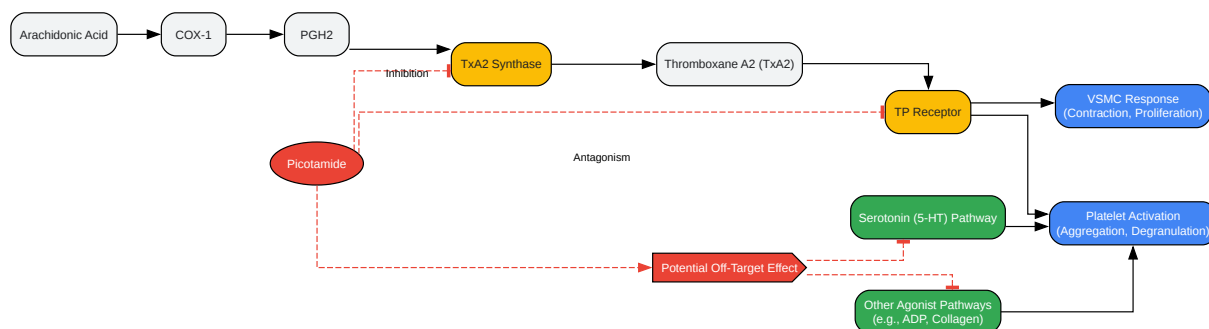 Arachidonic Acid
COX-1
PGH2
TxA2 Synthase
Thromboxane A2 (TxA2)
Inhibition
VSMC Response
(Contraction, Proliferation)
TP Receptor
Antagonism
Picotamide
Serotonin (5-HT) Pathway
Platelet Activation
(Aggregation, Degranulation)
Potential Off-Target Effect
Other Agonist Pathways
(e.g., ADP, Collagen)